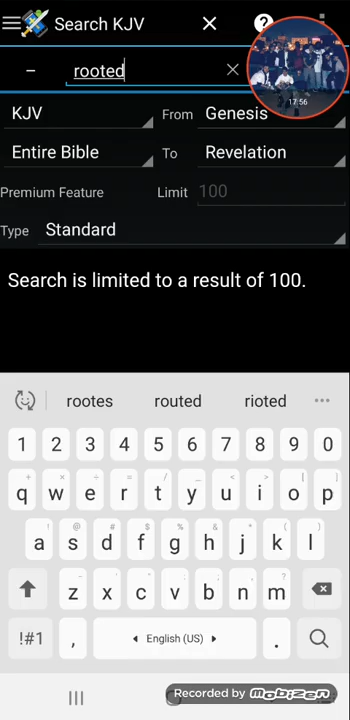 Search KJV
?
rooted
17:56
KJV
From
Genesis
Entire Bible
To
Revelation
Premium Feature
Limit
100
Type
Standard
Search is limited to a result of 100.
rootes
routed
rioted
1 2 3 4 5 6 7 8 9 0
q w e r t y u i o p
a s d f g h j k l
z x c v b n m
!#1
,
English (US)
.
Recorded by mobizen